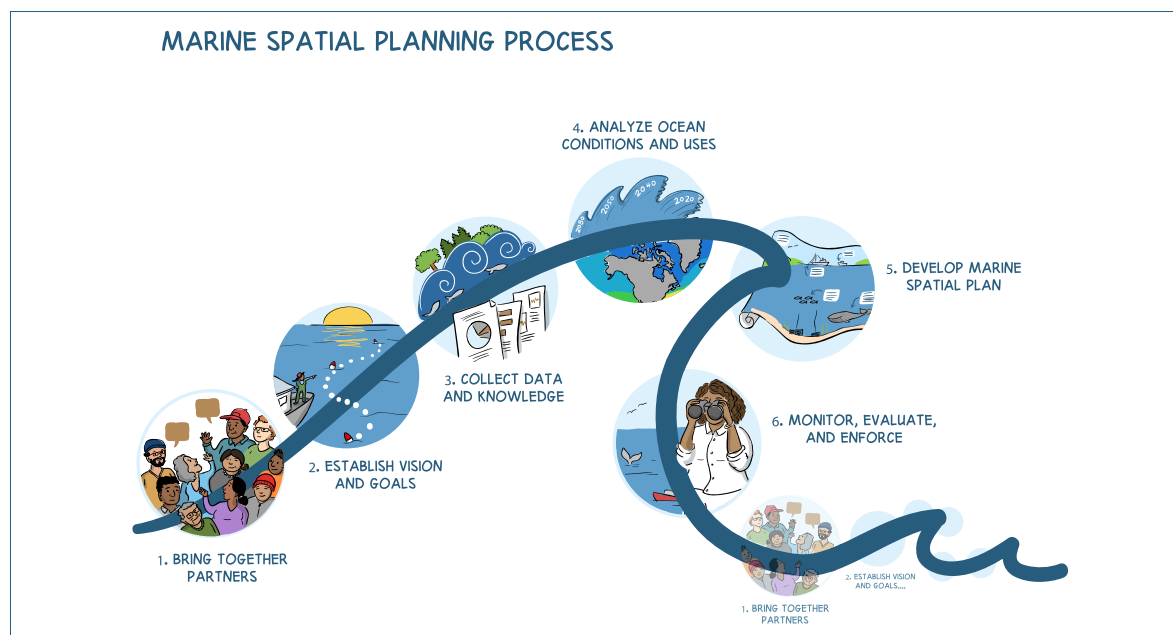 MARINE SPATIAL PLANNING PROCESS
4. ANALYZE OCEAN
CONDITIONS AND USES
2080
2050
2040
2020
5. DEVELOP MARINE
SPATIAL PLAN
3. COLLECT DATA
AND KNOWLEDGE
6. MONITOR, EVALUATE,
AND ENFORCE
2. ESTABLISH VISION
AND GOALS
1. BRING TOGETHER
PARTNERS
2. ESTABLISH VISION
AND GOALS....
1. BRING TOGETHER
PARTNERS